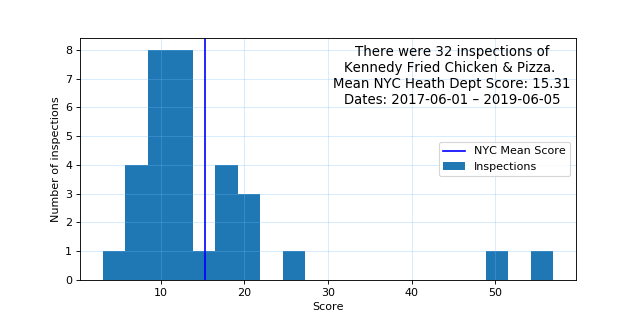 There were 32 inspections of
Kennedy Fried Chicken & Pizza.
Mean NYC Heath Dept Score: 15.31
Dates: 2017-06-01 – 2019-06-05
NYC Mean Score
Inspections
Number of inspections
8
7
6
5
4
3
2
1
0
10 20 30 40 50
Score